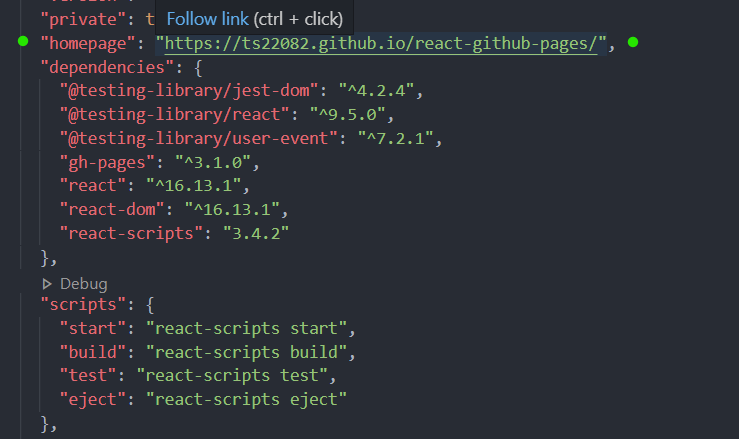 "private": t Follow link (ctrl + click)
"homepage": "https://ts22082.github.io/react-github-pages/",
"dependencies": {
"@testing-library/jest-dom": "^4.2.4",
"@testing-library/react": "^9.5.0",
"@testing-library/user-event": "^7.2.1",
"gh-pages": "^3.1.0",
"react": "^16.13.1",
"react-dom": "^16.13.1",
"react-scripts": "3.4.2"
},
Debug
"scripts": {
"start": "react-scripts start",
"build": "react-scripts build",
"test": "react-scripts test",
"eject": "react-scripts eject"
},